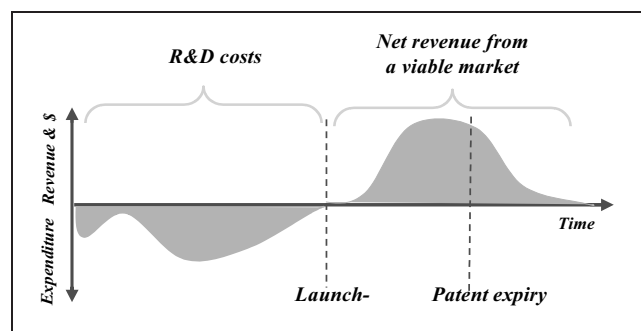 R&D costs
Net revenue from
a viable market
Expenditure Revenue & $
Time
Launch-
Patent expiry